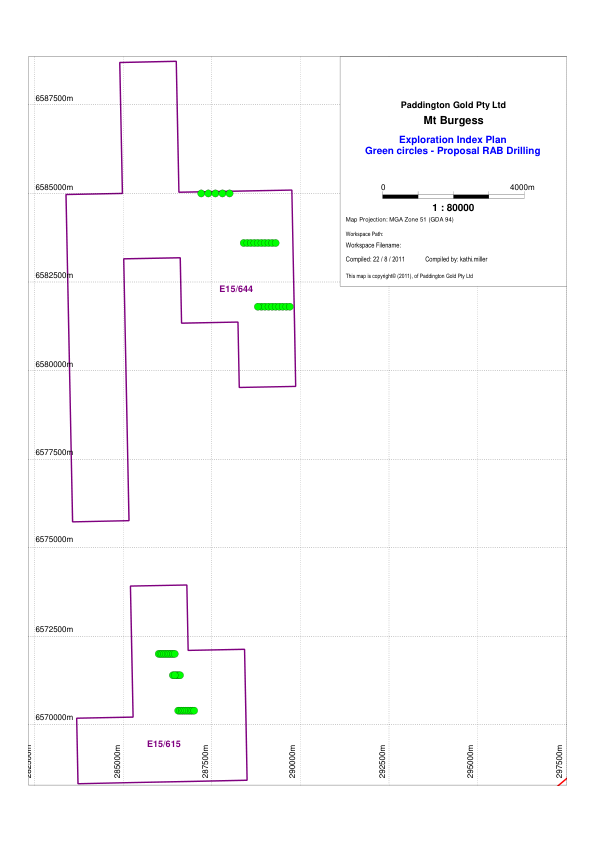 Paddington Gold Pty Ltd
Mt Burgess
Exploration Index Plan
Green circles - Proposal RAB Drilling
0 4000m
1 : 80000
Map Projection: MGA Zone 51 (GDA 94)
Workspace Path:
Workspace Filename:
Compiled: 22 / 8 / 2011 Compiled by: kathi.miller
This map is copyright© (2011), of Paddington Gold Pty Ltd
6587500m
6585000m
6582500m
E15/644
6580000m
6577500m
6575000m
6572500m
6570000m
E15/615
285000m
287500m
290000m
292500m
295000m
297500m